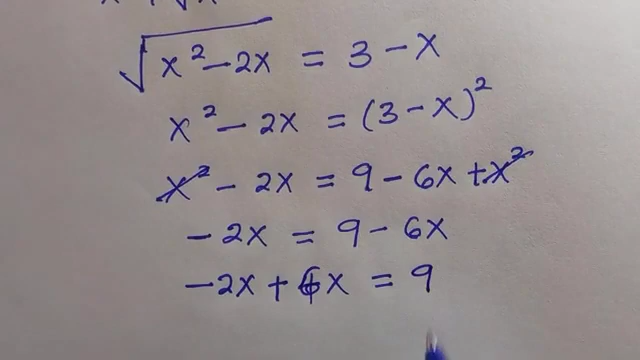 √(x² - 2x) = 3 - x
x² - 2x = (3 - x)²
x² - 2x = 9 - 6x + x²
-2x = 9 - 6x
-2x + 6x = 9